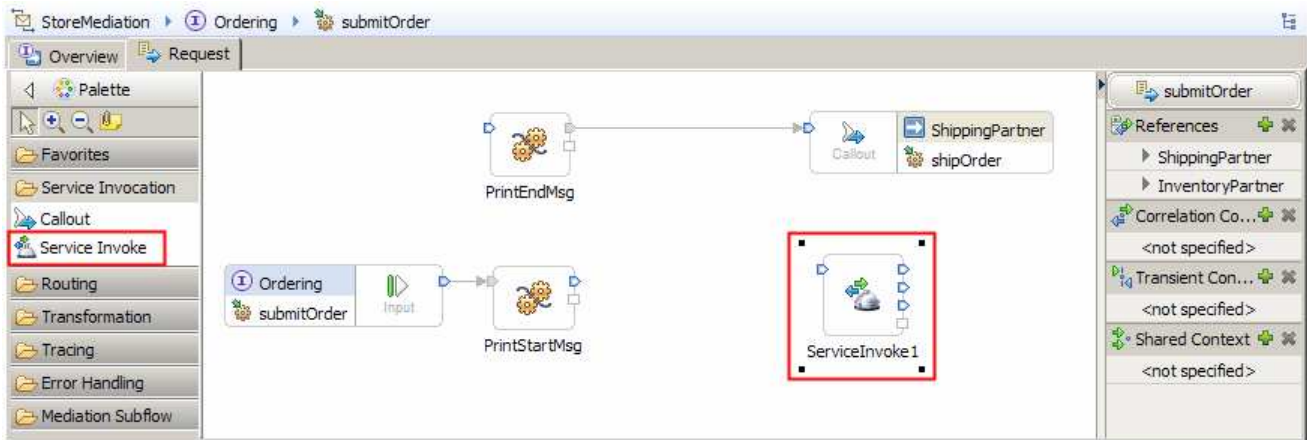 StoreMediation Ordering submitOrder
Overview Request
Palette
Favorites
Service Invocation
Callout
Service Invoke
Routing
Transformation
Tracing
Error Handling
Mediation Subflow
PrintEndMsg
Callout
ShippingPartner
shipOrder
Ordering
submitOrder
Input
PrintStartMsg
ServiceInvoke1
submitOrder
References
ShippingPartner
InventoryPartner
Correlation Co...
<not specified>
Transient Con...
<not specified>
Shared Context
<not specified>